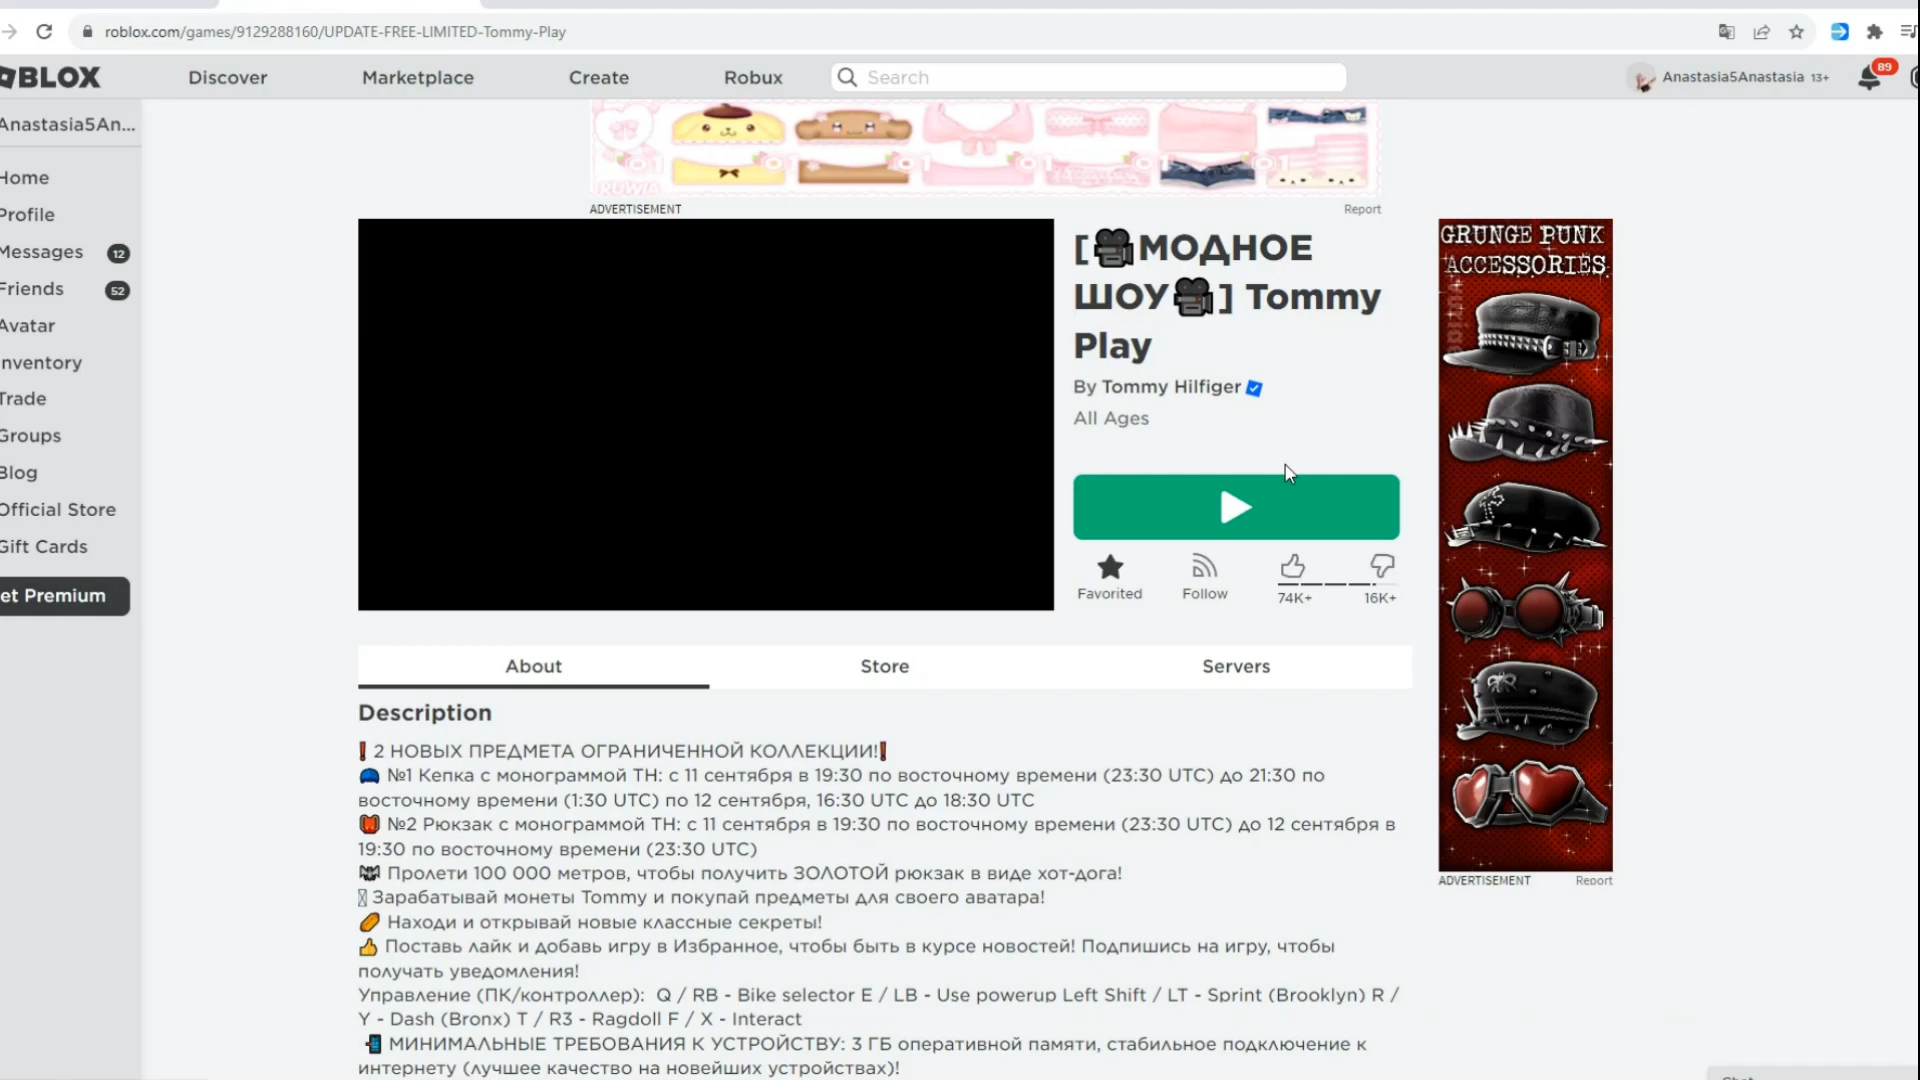 roblox.com/games/9129288160/UPDATE-FREE-LIMITED-Tommy-Play
BLOX
Discover
Marketplace
Create
Robux
Search
Anastasia5Anastasia 13+
89
Anastasia5An...
Home
Profile
Messages 12
Friends 52
Avatar
Inventory
Trade
Groups
Blog
Official Store
Gift Cards
et Premium
ADVERTISEMENT
Report
[🎥МОДНОЕ
ШОУ🎥] Tommy
Play
By Tommy Hilfiger
All Ages
Favorited
Follow
74K+
16K+
GRUNGE PUNK
ACCESSORIES
ADVERTISEMENT
Report
About
Store
Servers
Description
❗ 2 НОВЫХ ПРЕДМЕТА ОГРАНИЧЕННОЙ КОЛЛЕКЦИИ!❗
🧢 №1 Кепка с монограммой TH: с 11 сентября в 19:30 по восточному времени (23:30 UTC) до 21:30 по
восточному времени (1:30 UTC) по 12 сентября, 16:30 UTC до 18:30 UTC
🎒 №2 Рюкзак с монограммой TH: с 11 сентября в 19:30 по восточному времени (23:30 UTC) до 12 сентября в
19:30 по восточному времени (23:30 UTC)
Пролети 100 000 метров, чтобы получить ЗОЛОТОЙ рюкзак в виде хот-дога!
Зарабатывай монеты Tommy и покупай предметы для своего аватара!
Находи и открывай новые классные секреты!
👍 Поставь лайк и добавь игру в Избранное, чтобы быть в курсе новостей! Подпишись на игру, чтобы
получать уведомления!
Управление (ПК/контроллер): Q / RB - Bike selector E / LB - Use powerup Left Shift / LT - Sprint (Brooklyn) R /
Y - Dash (Bronx) T / R3 - Ragdoll F / X - Interact
📲 МИНИМАЛЬНЫЕ ТРЕБОВАНИЯ К УСТРОЙСТВУ: 3 ГБ оперативной памяти, стабильное подключение к
интернету (лучшее качество на новейших устройствах)!